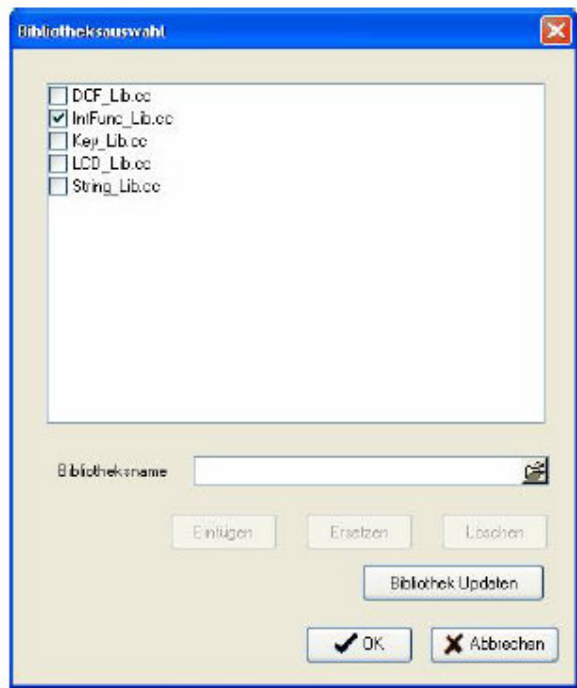 Bibliotheksauswahl
DCF_Lib.cc
IntFunc_Lib.cc
Key_Lib.cc
LCD_Lib.cc
String_Lib.cc
Bibliotheksname
Einfügen Ersetzen Löschen
Bibliothek Updaten
OK Abbrechen